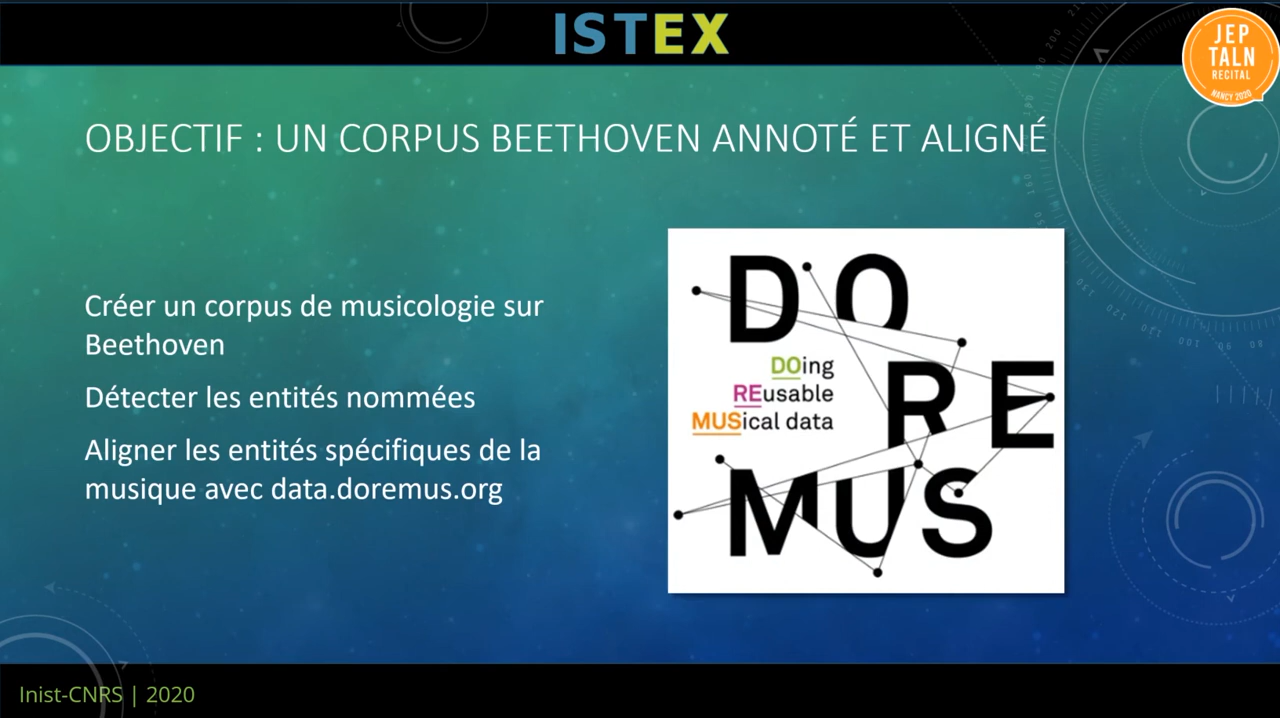 ISTEX
JEP
TALN
RECITAL
NANCY 2020
OBJECTIF : UN CORPUS BEETHOVEN ANNOTÉ ET ALIGNÉ
Créer un corpus de musicologie sur
Beethoven
Détecter les entités nommées
Aligner les entités spécifiques de la
musique avec data.doremus.org
DO
DOing
REusable
MUSical data
RE
MUS
Inist-CNRS | 2020